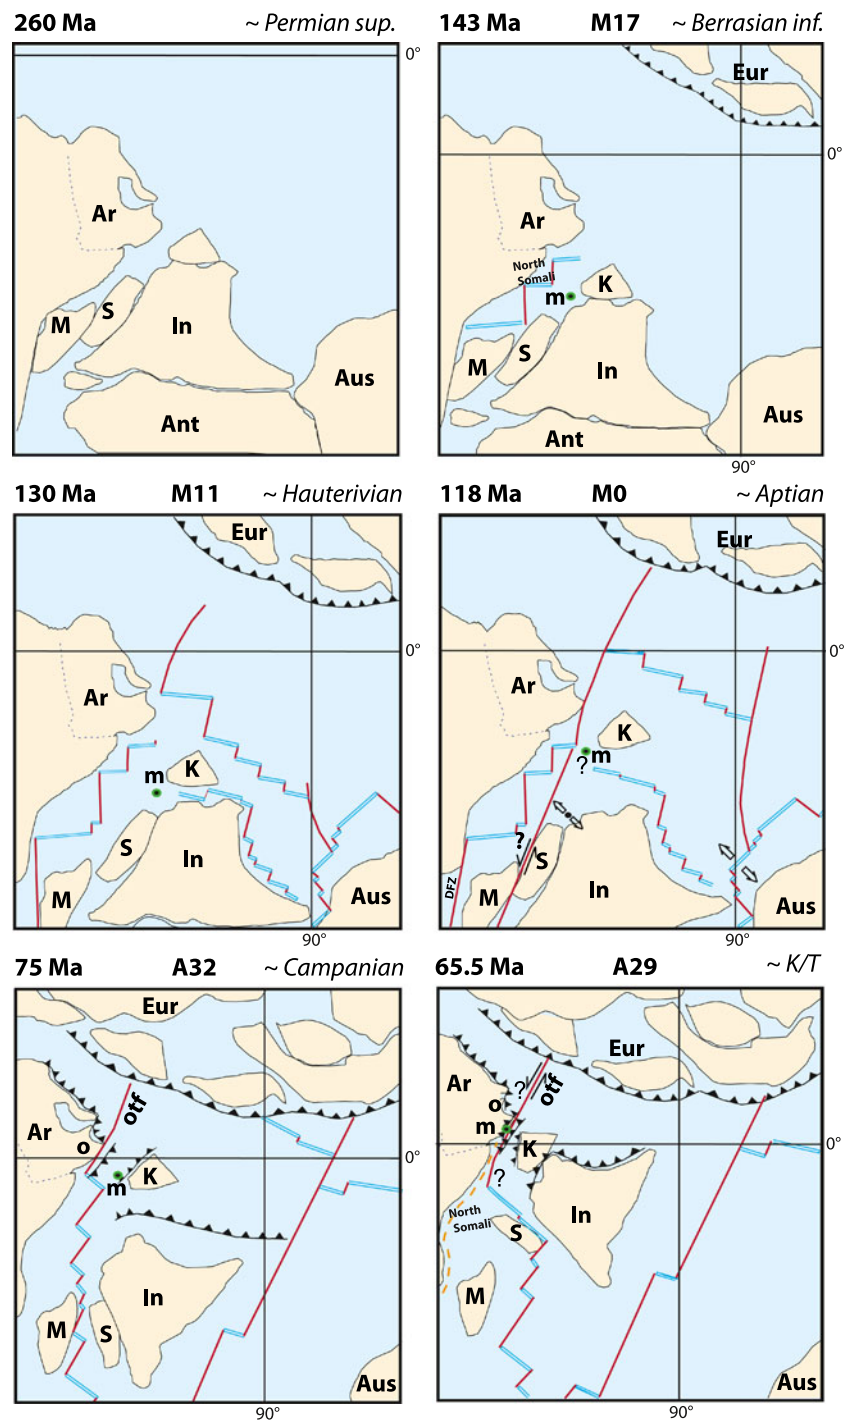 260 Ma ~ Permian sup.
0°
Ar
M
S
In
Aus
Ant
143 Ma M17 ~ Berrasian inf.
Eur
0°
Ar
North
Somali
m
K
M
S
In
Aus
Ant
90°
130 Ma M11 ~ Hauterivian
Eur
0°
Ar
m
K
S
In
M
Aus
90°
118 Ma M0 ~ Aptian
Eur
0°
Ar
K
m
?
?
S
DFZ
M
In
Aus
90°
75 Ma A32 ~ Campanian
Eur
otf
Ar
o
0°
m
K
In
M
S
Aus
90°
65.5 Ma A29 ~ K/T
Eur
Ar
?
otf
o
m
K
0°
?
North
Somali
S
In
M
Aus
90°